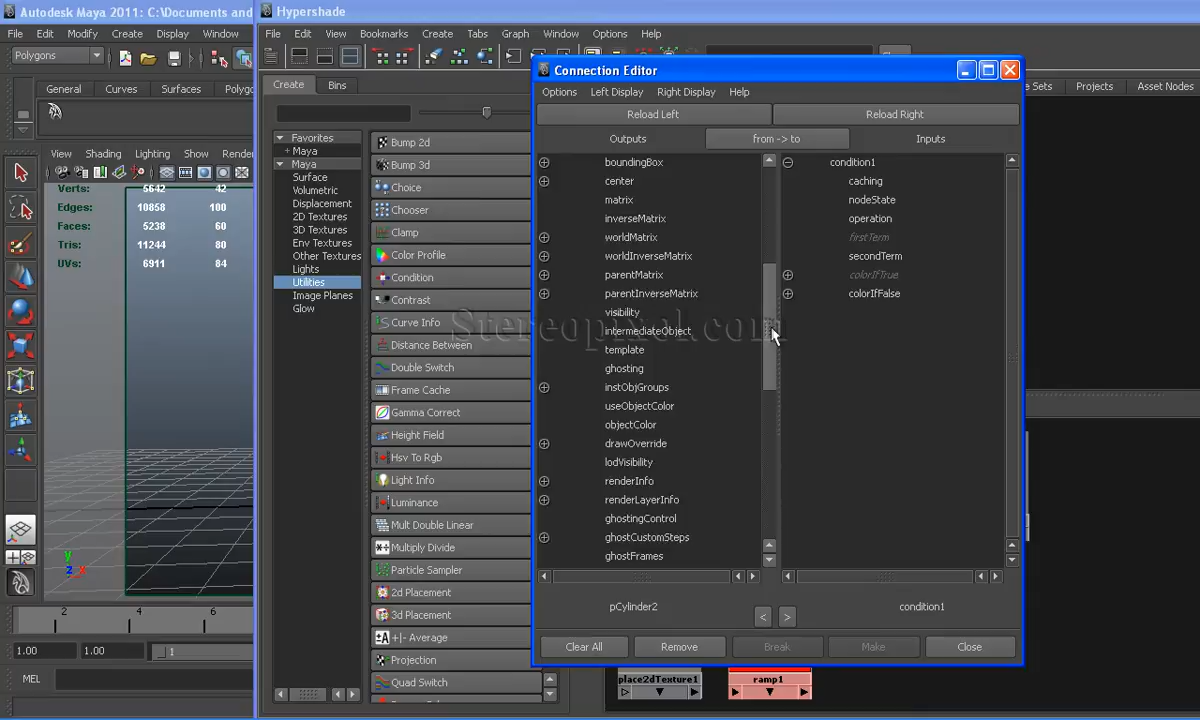 Autodesk Maya 2011: C:\Documents and
File Edit Modify Create Display Window
Polygons
General Curves Surfaces Polyg
View Shading Lighting Show Render
Verts: 5642 42
Edges: 10858 100
Faces: 5238 60
Tris: 11244 84
UVs: 6911 84
y
z x
2 4 6
1.00 1.00 1
MEL
Hypershade
File Edit View Bookmarks Create Tabs Graph Window Options Help
Create Bins
Favorites
+ Maya
Maya
Surface
Volumetric
Displacement
2D Textures
3D Textures
Env Textures
Other Textures
Lights
Utilities
Image Planes
Glow
Bump 2d
Bump 3d
Choice
Chooser
Clamp
Color Profile
Condition
Contrast
Curve Info
Distance Between
Double Switch
Frame Cache
Gamma Correct
Height Field
Hsv To Rgb
Light Info
Luminance
Mult Double Linear
Multiply Divide
Particle Sampler
2d Placement
3d Placement
+|- Average
Projection
Quad Switch
Sets Projects Asset Nodes
Connection Editor
Options Left Display Right Display Help
Reload Left Reload Right
Outputs from -> to Inputs
boundingBox
center
matrix
inverseMatrix
worldMatrix
worldInverseMatrix
parentMatrix
parentInverseMatrix
visibility
intermediateObject
template
ghosting
instObjGroups
useObjectColor
objectColor
drawOverride
lodVisibility
renderInfo
renderLayerInfo
ghostingControl
ghostCustomSteps
ghostFrames
condition1
caching
nodeState
operation
firstTerm
secondTerm
colorIfTrue
colorIfFalse
pCylinder2 condition1
< >
Clear All Remove Break Make Close
place2dTexture1 ramp1
Stereopixel.com